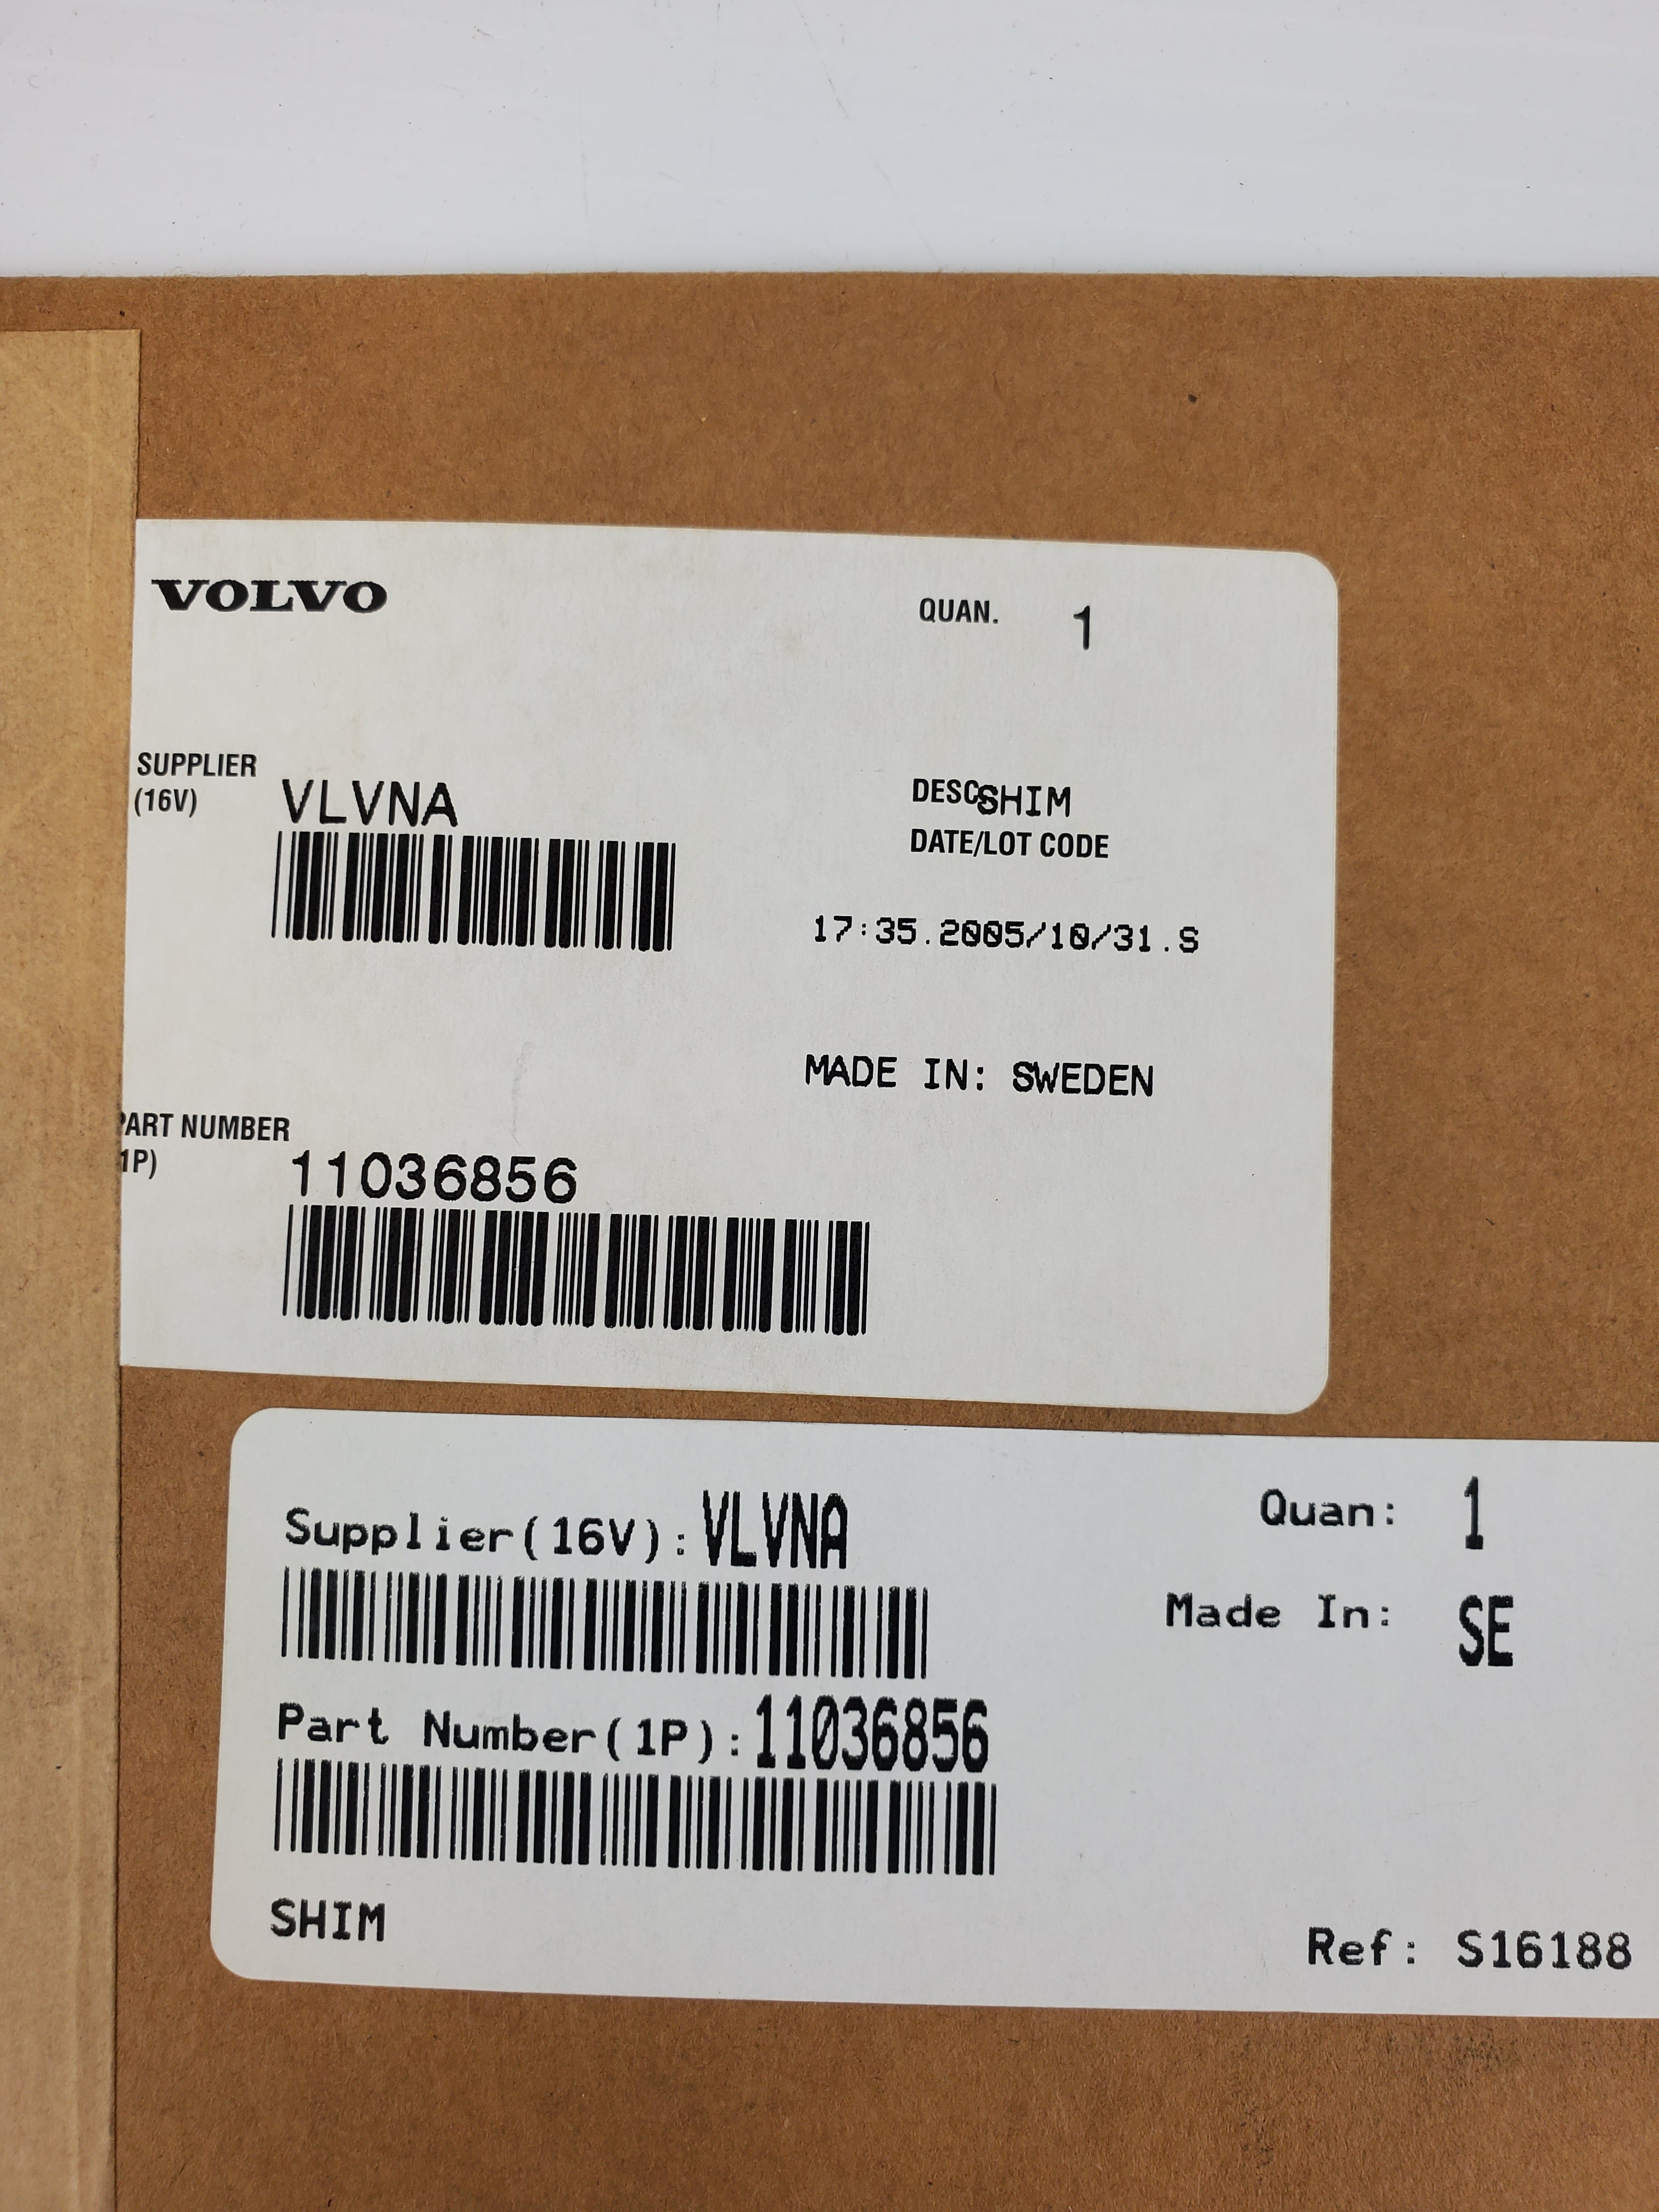 VOLVO
QUAN. 1
SUPPLIER
(16V) VLVNA
DESC SHIM
DATE/LOT CODE
17:35.2005/10/31.S
MADE IN: SWEDEN
PART NUMBER
1P) 11036856
Supplier(16V):VLVNA
Quan: 1
Made In: SE
Part Number(1P):11036856
SHIM
Ref: S16188